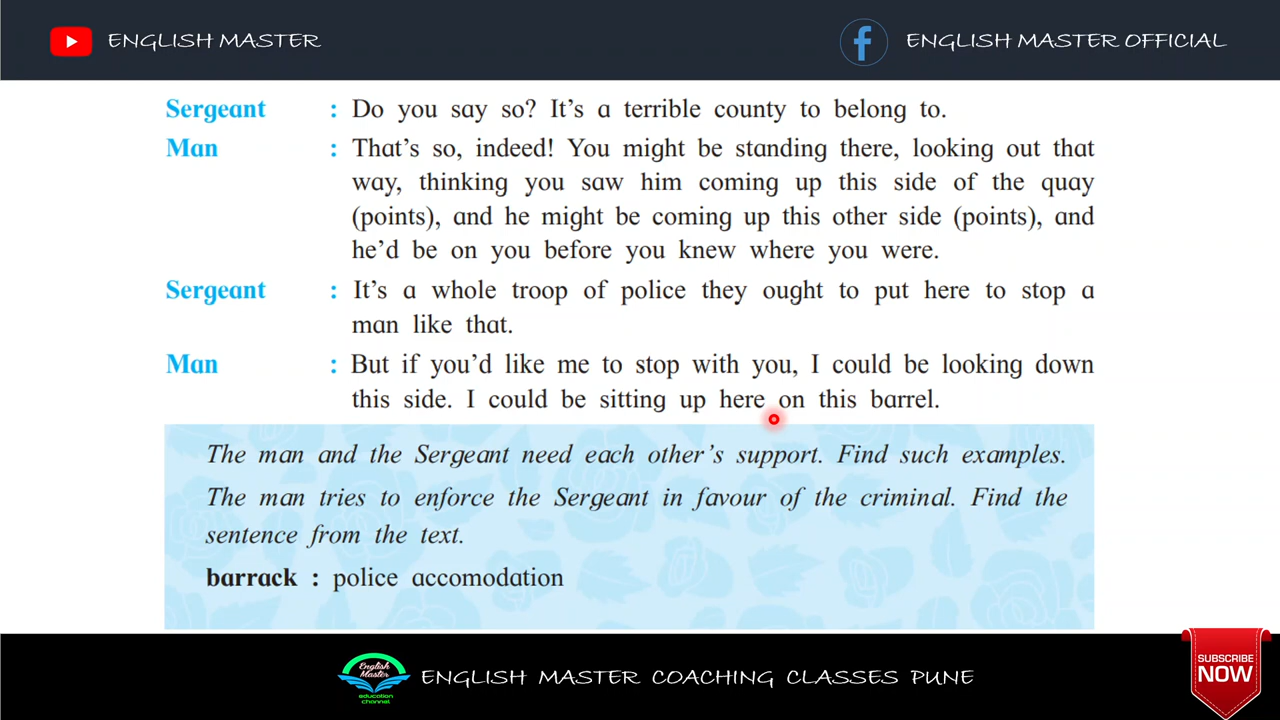 ENGLISH MASTER
ENGLISH MASTER OFFICIAL
Sergeant : Do you say so? It's a terrible county to belong to.
Man : That's so, indeed! You might be standing there, looking out that
way, thinking you saw him coming up this side of the quay
(points), and he might be coming up this other side (points), and
he'd be on you before you knew where you were.
Sergeant : It's a whole troop of police they ought to put here to stop a
man like that.
Man : But if you'd like me to stop with you, I could be looking down
this side. I could be sitting up here on this barrel.
The man and the Sergeant need each other's support. Find such examples.
The man tries to enforce the Sergeant in favour of the criminal. Find the
sentence from the text.
barrack : police accomodation
English
Master
education
channel
ENGLISH MASTER COACHING CLASSES PUNE
SUBSCRIBE
NOW